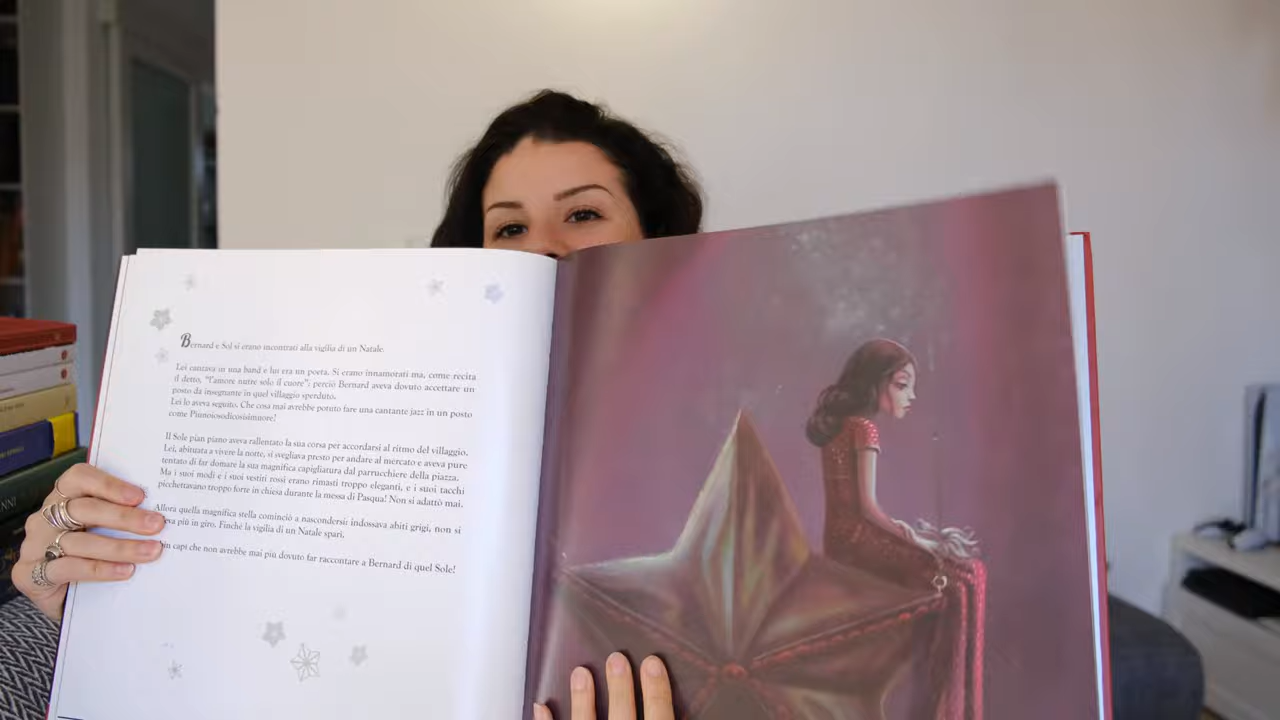 Bernard e Sol si erano incontrati alla vigilia di un Natale.
Lei cantava in una band e lui era un poeta. Si erano innamorati ma, come recita
il detto, "l'amore nutre solo il cuore"; perciò Bernard aveva dovuto accettare un
posto da insegnante in quel villaggio sperduto.
Lei lo aveva seguito. Che cosa mai avrebbe potuto fare una cantante jazz in un posto
come Piunoiosodicosisimuore!
Il Sole pian piano aveva rallentato la sua corsa per accordarsi al ritmo del villaggio.
Lei, abituata a vivere la notte, si svegliava presto per andare al mercato e aveva pure
tentato di far domare la sua magnifica capigliatura dal parrucchiere della piazza.
Ma i suoi modi e i suoi vestiti rossi erano rimasti troppo eleganti, e i suoi tacchi
picchettavano troppo forte in chiesa durante la messa di Pasqua! Non si adattò mai.
Allora quella magnifica stella cominciò a nascondersi: indossava abiti grigi, non si
più in giro. Finché la vigilia di un Natale sparì.
capì che non avrebbe mai più dovuto far raccontare a Bernard di quel Sole!
NNI